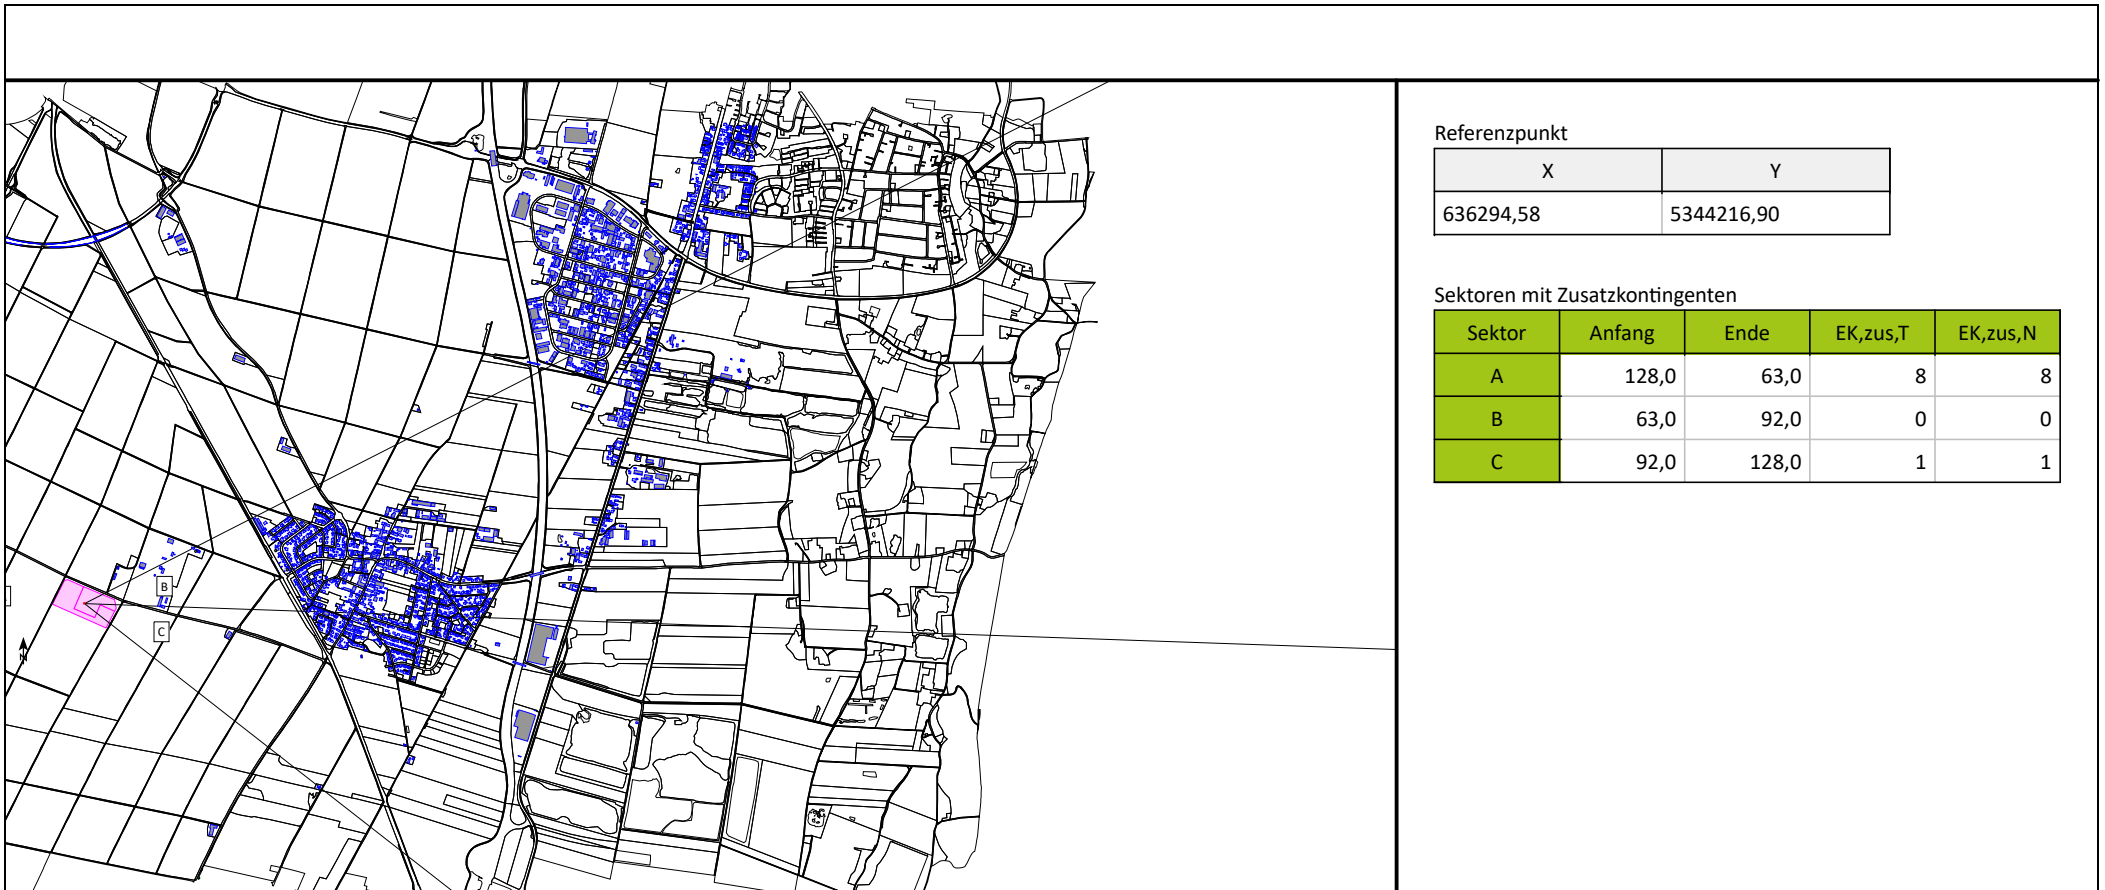 Referenzpunkt
X Y
636294,58 5344216,90
Sektoren mit Zusatzkontingenten
Sektor Anfang Ende EK,zus,T EK,zus,N
A 128,0 63,0 8 8
B 63,0 92,0 0 0
C 92,0 128,0 1 1
B
C